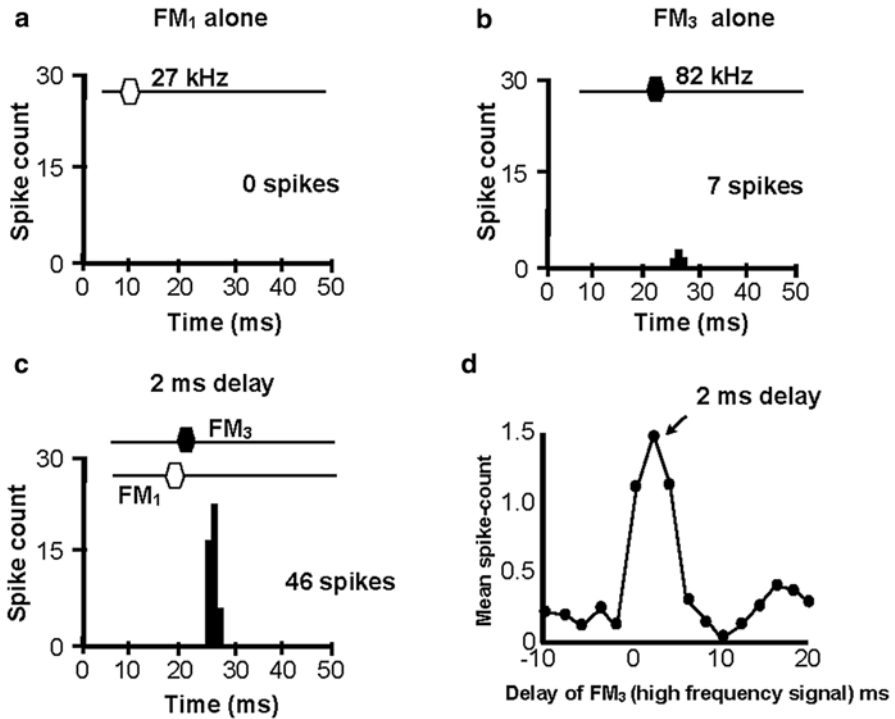 a
FM₁ alone
Spike count
30
15
0
27 kHz
0 spikes
0 10 20 30 40 50
Time (ms)
b
FM₃ alone
Spike count
30
15
0
82 kHz
7 spikes
0 10 20 30 40 50
Time (ms)
c
2 ms delay
FM₃
FM₁
Spike count
30
15
0
46 spikes
0 10 20 30 40 50
Time (ms)
d
2 ms delay
Mean spike-count
1.5
1.0
0.5
0
-10 0 10 20
Delay of FM₃ (high frequency signal) ms